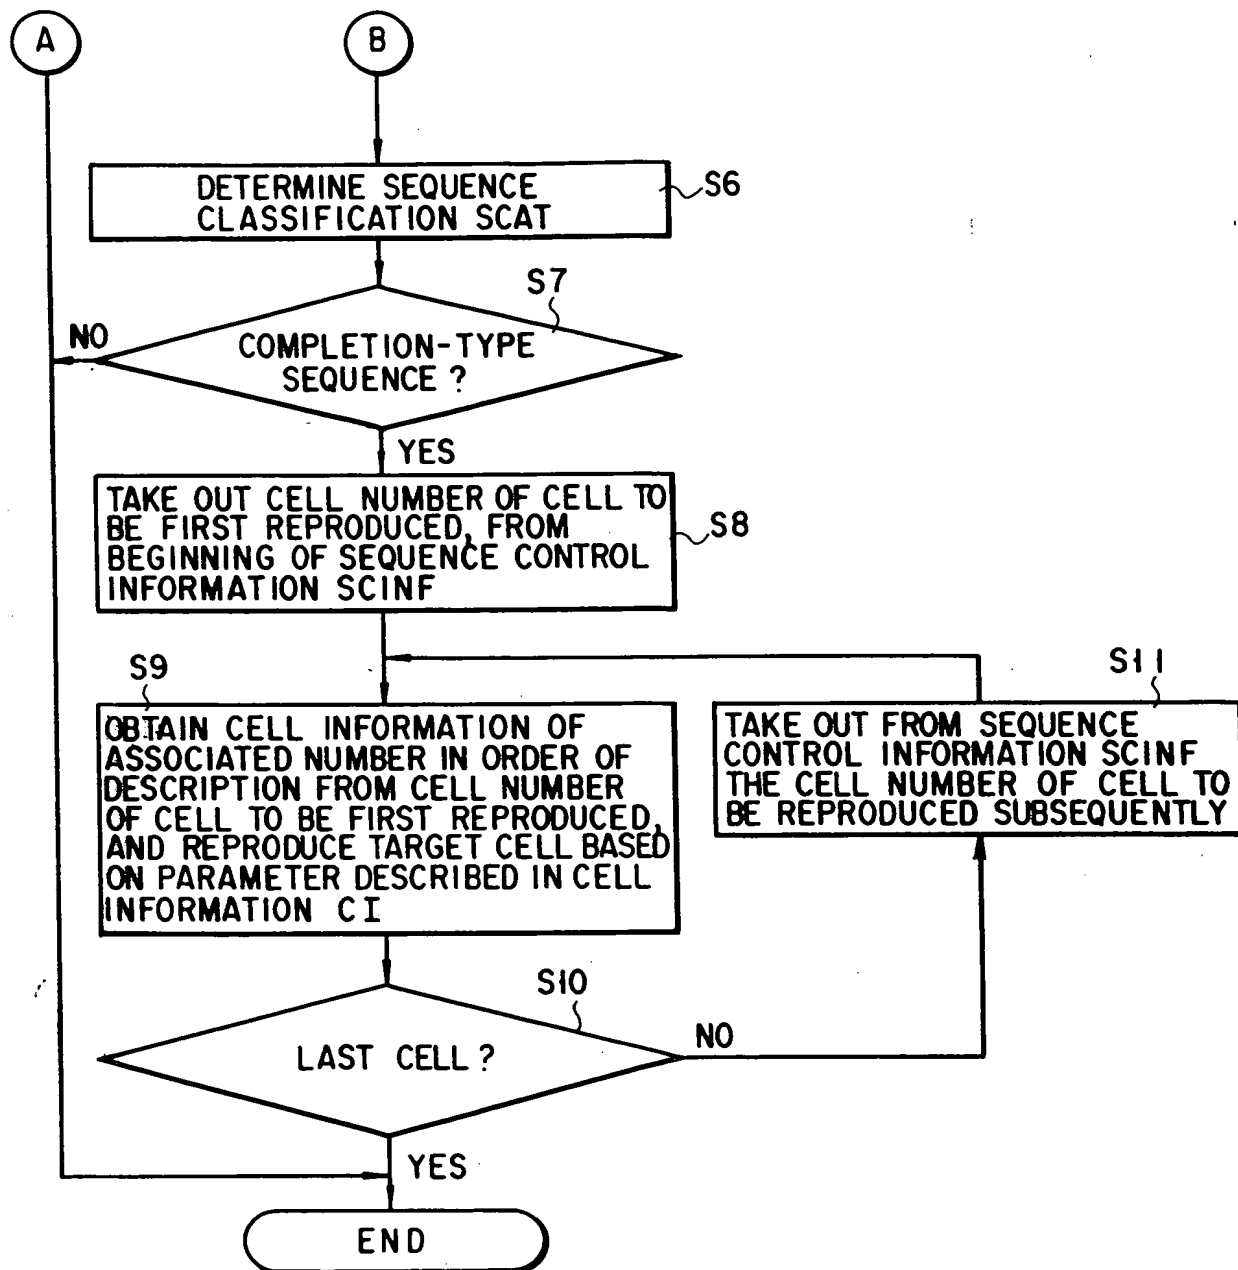 A
B
DETERMINE SEQUENCE
CLASSIFICATION SCAT
S6
S7
NO
COMPLETION-TYPE
SEQUENCE?
YES
TAKE OUT CELL NUMBER OF CELL TO
BE FIRST REPRODUCED, FROM
BEGINNING OF SEQUENCE CONTROL
INFORMATION SCINF
S8
S9
OBTAIN CELL INFORMATION OF
ASSOCIATED NUMBER IN ORDER OF
DESCRIPTION FROM CELL NUMBER
OF CELL TO BE FIRST REPRODUCED,
AND REPRODUCE TARGET CELL BASED
ON PARAMETER DESCRIBED IN CELL
INFORMATION CI
S11
TAKE OUT FROM SEQUENCE
CONTROL INFORMATION SCINF
THE CELL NUMBER OF CELL TO
BE REPRODUCED SUBSEQUENTLY
S10
LAST CELL?
NO
YES
END